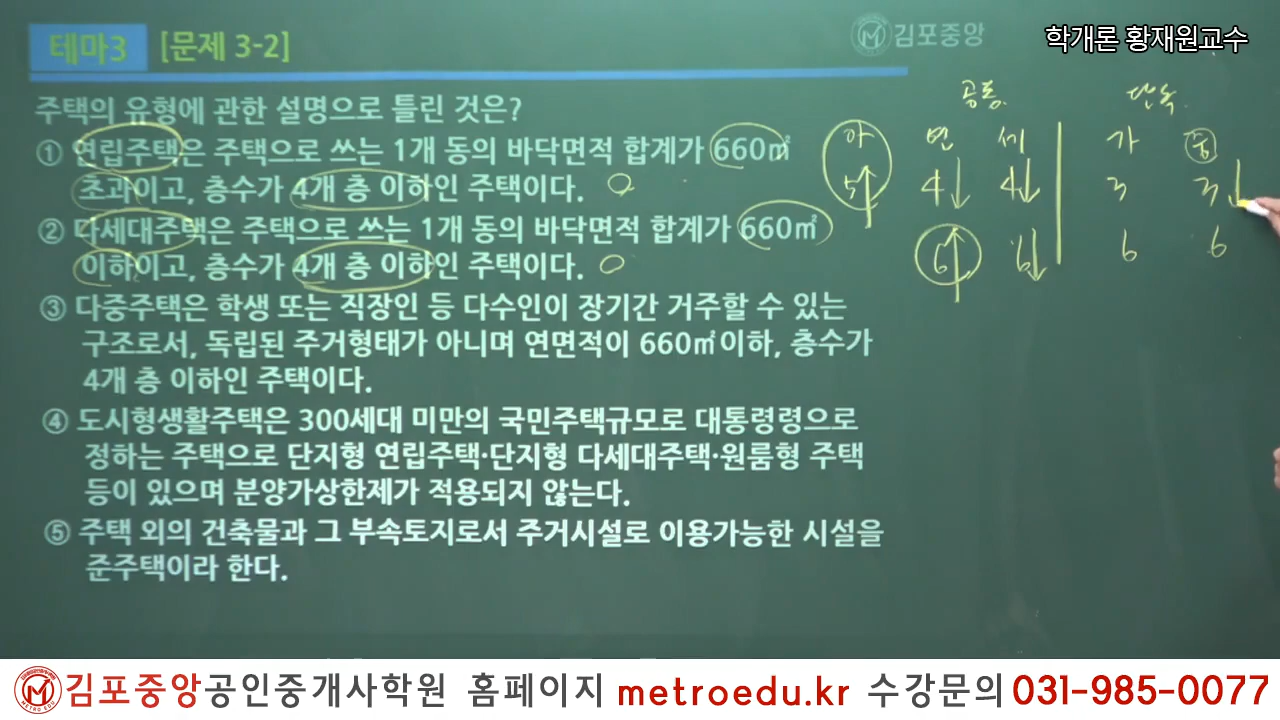 테마3 [문제 3-2]
김포중앙
학개론 황재원교수
주택의 유형에 관한 설명으로 틀린 것은?
① 연립주택은 주택으로 쓰는 1개 동의 바닥면적 합계가 660㎡
초과이고, 층수가 4개 층 이하인 주택이다.
② 다세대주택은 주택으로 쓰는 1개 동의 바닥면적 합계가 660㎡
이하이고, 층수가 4개 층 이하인 주택이다.
③ 다중주택은 학생 또는 직장인 등 다수인이 장기간 거주할 수 있는
구조로서, 독립된 주거형태가 아니며 연면적이 660㎡이하, 층수가
4개 층 이하인 주택이다.
④ 도시형생활주택은 300세대 미만의 국민주택규모로 대통령령으로
정하는 주택으로 단지형 연립주택·단지형 다세대주택·원룸형 주택
등이 있으며 분양가상한제가 적용되지 않는다.
⑤ 주택 외의 건축물과 그 부속토지로서 주거시설로 이용가능한 시설을
준주택이라 한다.
공동 단독
아 연 세 가 중
5 4 4 3 3
6 6 6 6
김포중앙공인중개사학원 홈페이지 metroedu.kr 수강문의 031-985-0077